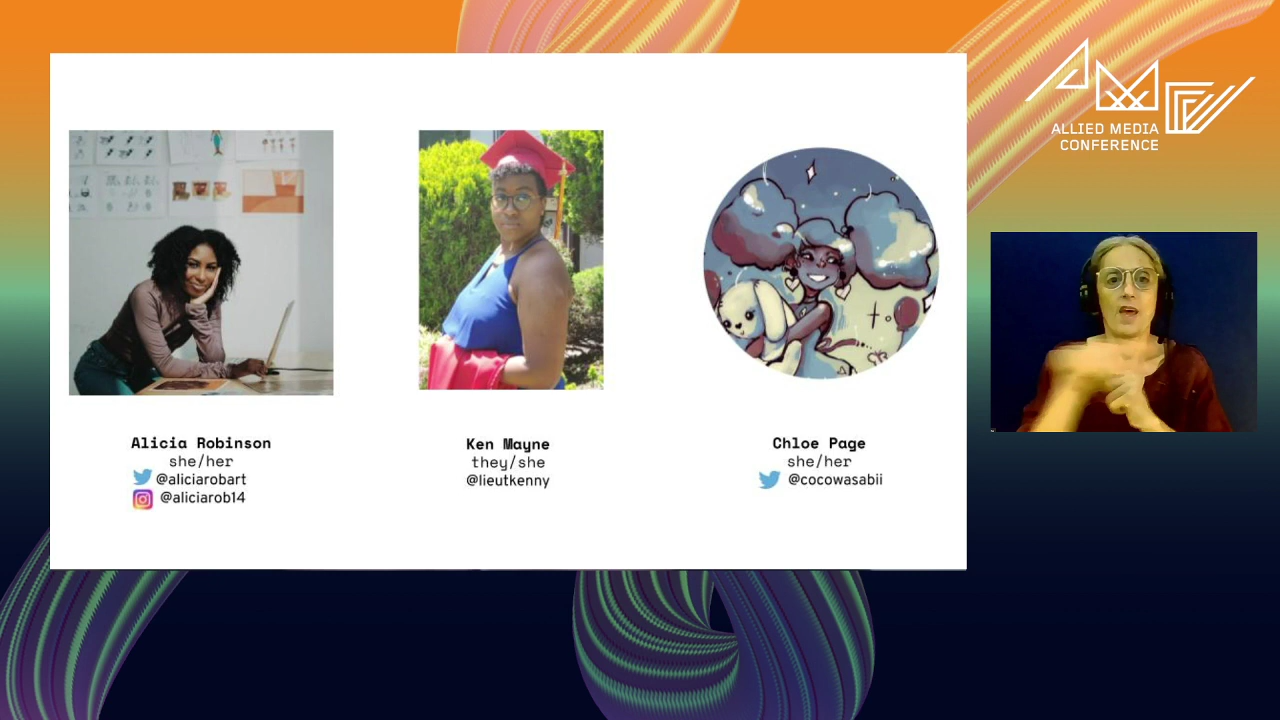 ALLIED MEDIA
CONFERENCE
Alicia Robinson
she/her
@aliciarobart
@aliciarob14
Ken Mayne
they/she
@lieutkenny
Chloe Page
she/her
@cocowasabii